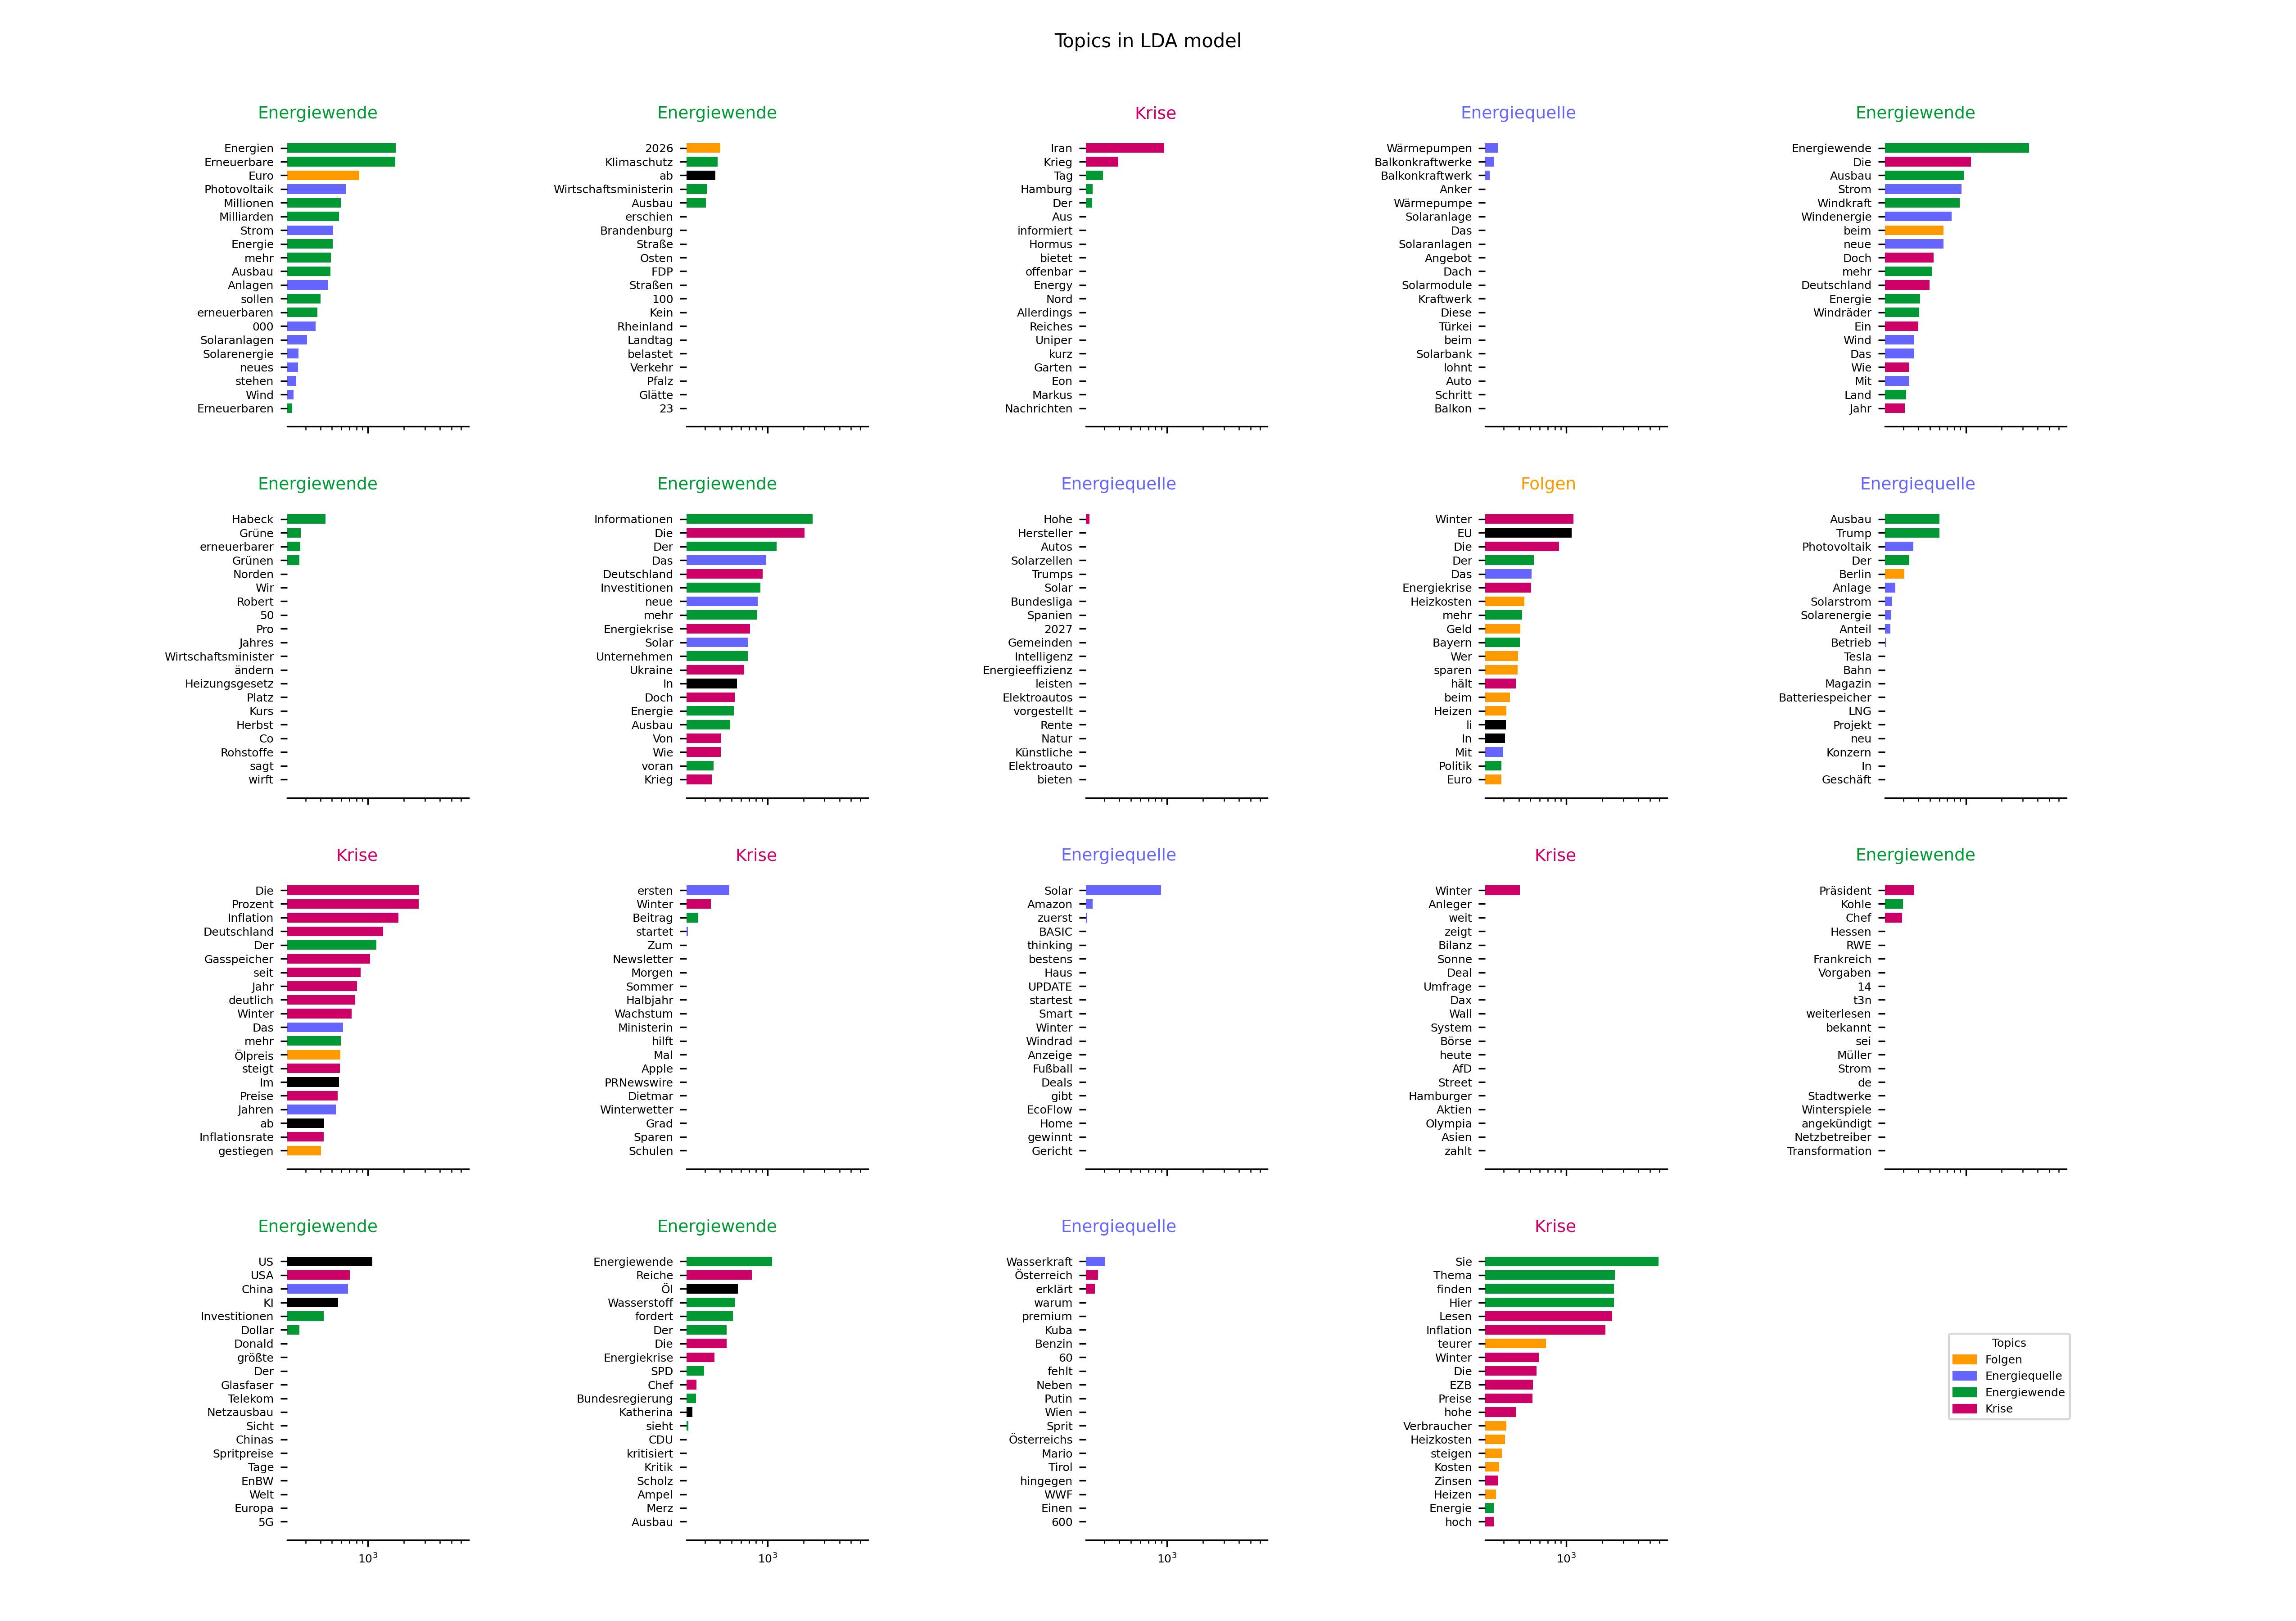 Topics in LDA model
Energiewende
Energien
Erneuerbare
Euro
Photovoltaik
Millionen
Milliarden
Strom
Energie
mehr
Ausbau
Anlagen
sollen
erneuerbaren
000
Solaranlagen
Solarenergie
neues
stehen
Wind
Erneuerbaren
Energiewende
2026
Klimaschutz
ab
Wirtschaftsministerin
Ausbau
erschien
Brandenburg
Straße
Osten
FDP
Straßen
100
Kein
Rheinland
Landtag
belastet
Verkehr
Pfalz
Glätte
23
Krise
Iran
Krieg
Tag
Hamburg
Der
Aus
informiert
Hormus
bietet
offenbar
Energy
Nord
Allerdings
Reiches
Uniper
kurz
Garten
Eon
Markus
Nachrichten
Energiequelle
Wärmepumpen
Balkonkraftwerke
Balkonkraftwerk
Anker
Wärmepumpe
Solaranlage
Das
Solaranlagen
Angebot
Dach
Solarmodule
Kraftwerk
Diese
Türkei
beim
Solarbank
lohnt
Auto
Schritt
Balkon
Energiewende
Energiewende
Die
Ausbau
Strom
Windkraft
Windenergie
beim
neue
Doch
mehr
Deutschland
Energie
Windräder
Ein
Wind
Das
Wie
Mit
Land
Jahr
Energiewende
Habeck
Grüne
erneuerbarer
Grünen
Norden
Wir
Robert
50
Pro
Jahres
Wirtschaftsminister
ändern
Heizungsgesetz
Platz
Kurs
Herbst
Co
Rohstoffe
sagt
wirft
Energiewende
Informationen
Die
Der
Das
Deutschland
Investitionen
neue
mehr
Energiekrise
Solar
Unternehmen
Ukraine
In
Doch
Energie
Ausbau
Von
Wie
voran
Krieg
Energiequelle
Hohe
Hersteller
Autos
Solarzellen
Trumps
Solar
Bundesliga
Spanien
2027
Gemeinden
Intelligenz
Energieeffizienz
leisten
Elektroautos
vorgestellt
Rente
Natur
Künstliche
Elektroauto
bieten
Folgen
Winter
EU
Die
Der
Das
Energiekrise
Heizkosten
mehr
Geld
Bayern
Wer
sparen
hält
beim
Heizen
li
In
Mit
Politik
Euro
Energiequelle
Ausbau
Trump
Photovoltaik
Der
Berlin
Anlage
Solarstrom
Solarenergie
Anteil
Betrieb
Tesla
Bahn
Magazin
Batteriespeicher
LNG
Projekt
neu
Konzern
In
Geschäft
Krise
Die
Prozent
Inflation
Deutschland
Der
Gasspeicher
seit
Jahr
deutlich
Winter
Das
mehr
Ölpreis
steigt
Im
Preise
Jahren
ab
Inflationsrate
gestiegen
Krise
ersten
Winter
Beitrag
startet
Zum
Newsletter
Morgen
Sommer
Halbjahr
Wachstum
Ministerin
hilft
Mal
Apple
PRNewswire
Dietmar
Winterwetter
Grad
Sparen
Schulen
Energiequelle
Solar
Amazon
zuerst
BASIC
thinking
bestens
Haus
UPDATE
startest
Smart
Winter
Windrad
Anzeige
Fußball
Deals
gibt
EcoFlow
Home
gewinnt
Gericht
Krise
Winter
Anleger
weit
zeigt
Bilanz
Sonne
Deal
Umfrage
Dax
Wall
System
Börse
heute
AfD
Street
Hamburger
Aktien
Olympia
Asien
zahlt
Energiewende
Präsident
Kohle
Chef
Hessen
RWE
Frankreich
Vorgaben
14
t3n
weiterlesen
bekannt
sei
Müller
Strom
de
Stadtwerke
Winterspiele
angekündigt
Netzbetreiber
Transformation
Energiewende
US
USA
China
KI
Investitionen
Dollar
Donald
größte
Der
Glasfaser
Telekom
Netzausbau
Sicht
Chinas
Spritpreise
Tage
EnBW
Welt
Europa
5G
10³
Energiewende
Energiewende
Reiche
Öl
Wasserstoff
fordert
Der
Die
Energiekrise
SPD
Chef
Bundesregierung
Katherina
sieht
CDU
kritisiert
Kritik
Scholz
Ampel
Merz
Ausbau
10³
Energiequelle
Wasserkraft
Österreich
erklärt
warum
premium
Kuba
Benzin
60
fehlt
Neben
Putin
Wien
Sprit
Österreichs
Mario
Tirol
hingegen
WWF
Einen
600
10³
Krise
Sie
Thema
finden
Hier
Lesen
Inflation
teurer
Winter
Die
EZB
Preise
hohe
Verbraucher
Heizkosten
steigen
Kosten
Zinsen
Heizen
Energie
hoch
10³
Topics
Folgen
Energiequelle
Energiewende
Krise